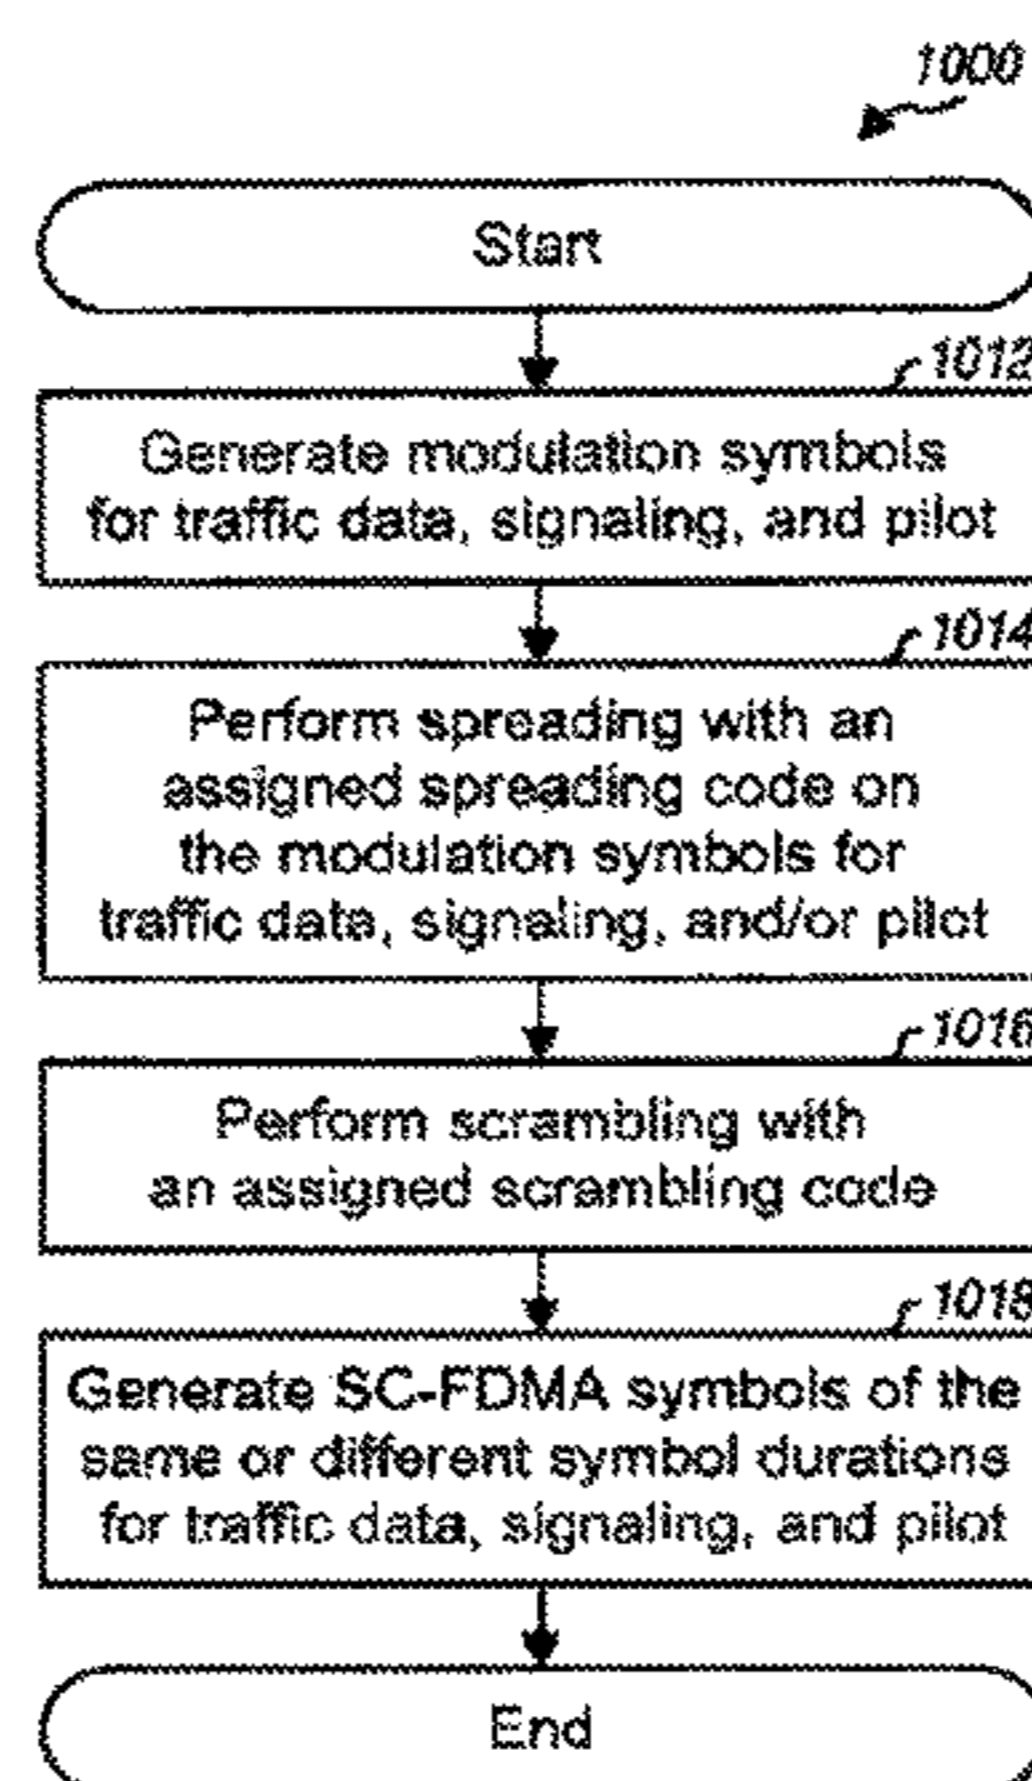 1000
Start
1012
Generate modulation symbols
for traffic data, signaling, and pilot
1014
Perform spreading with an
assigned spreading code on
the modulation symbols for
traffic data, signaling, and/or pilot
1016
Perform scrambling with
an assigned scrambling code
1018
Generate SC-FDMA symbols of the
same or different symbol durations
for traffic data, signaling, and pilot
End